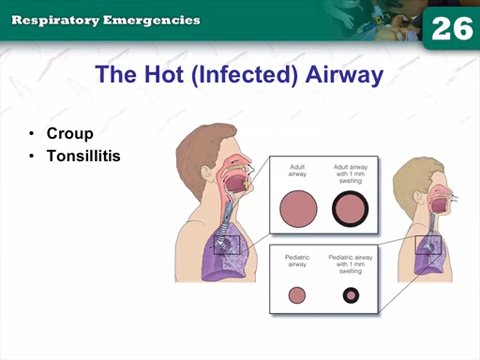 Respiratory Emergencies
26
The Hot (Infected) Airway
• Croup
• Tonsillitis
Adult
airway
Adult airway
with 1 mm
swelling
Pediatric
airway
Pediatric airway
with 1 mm
swelling